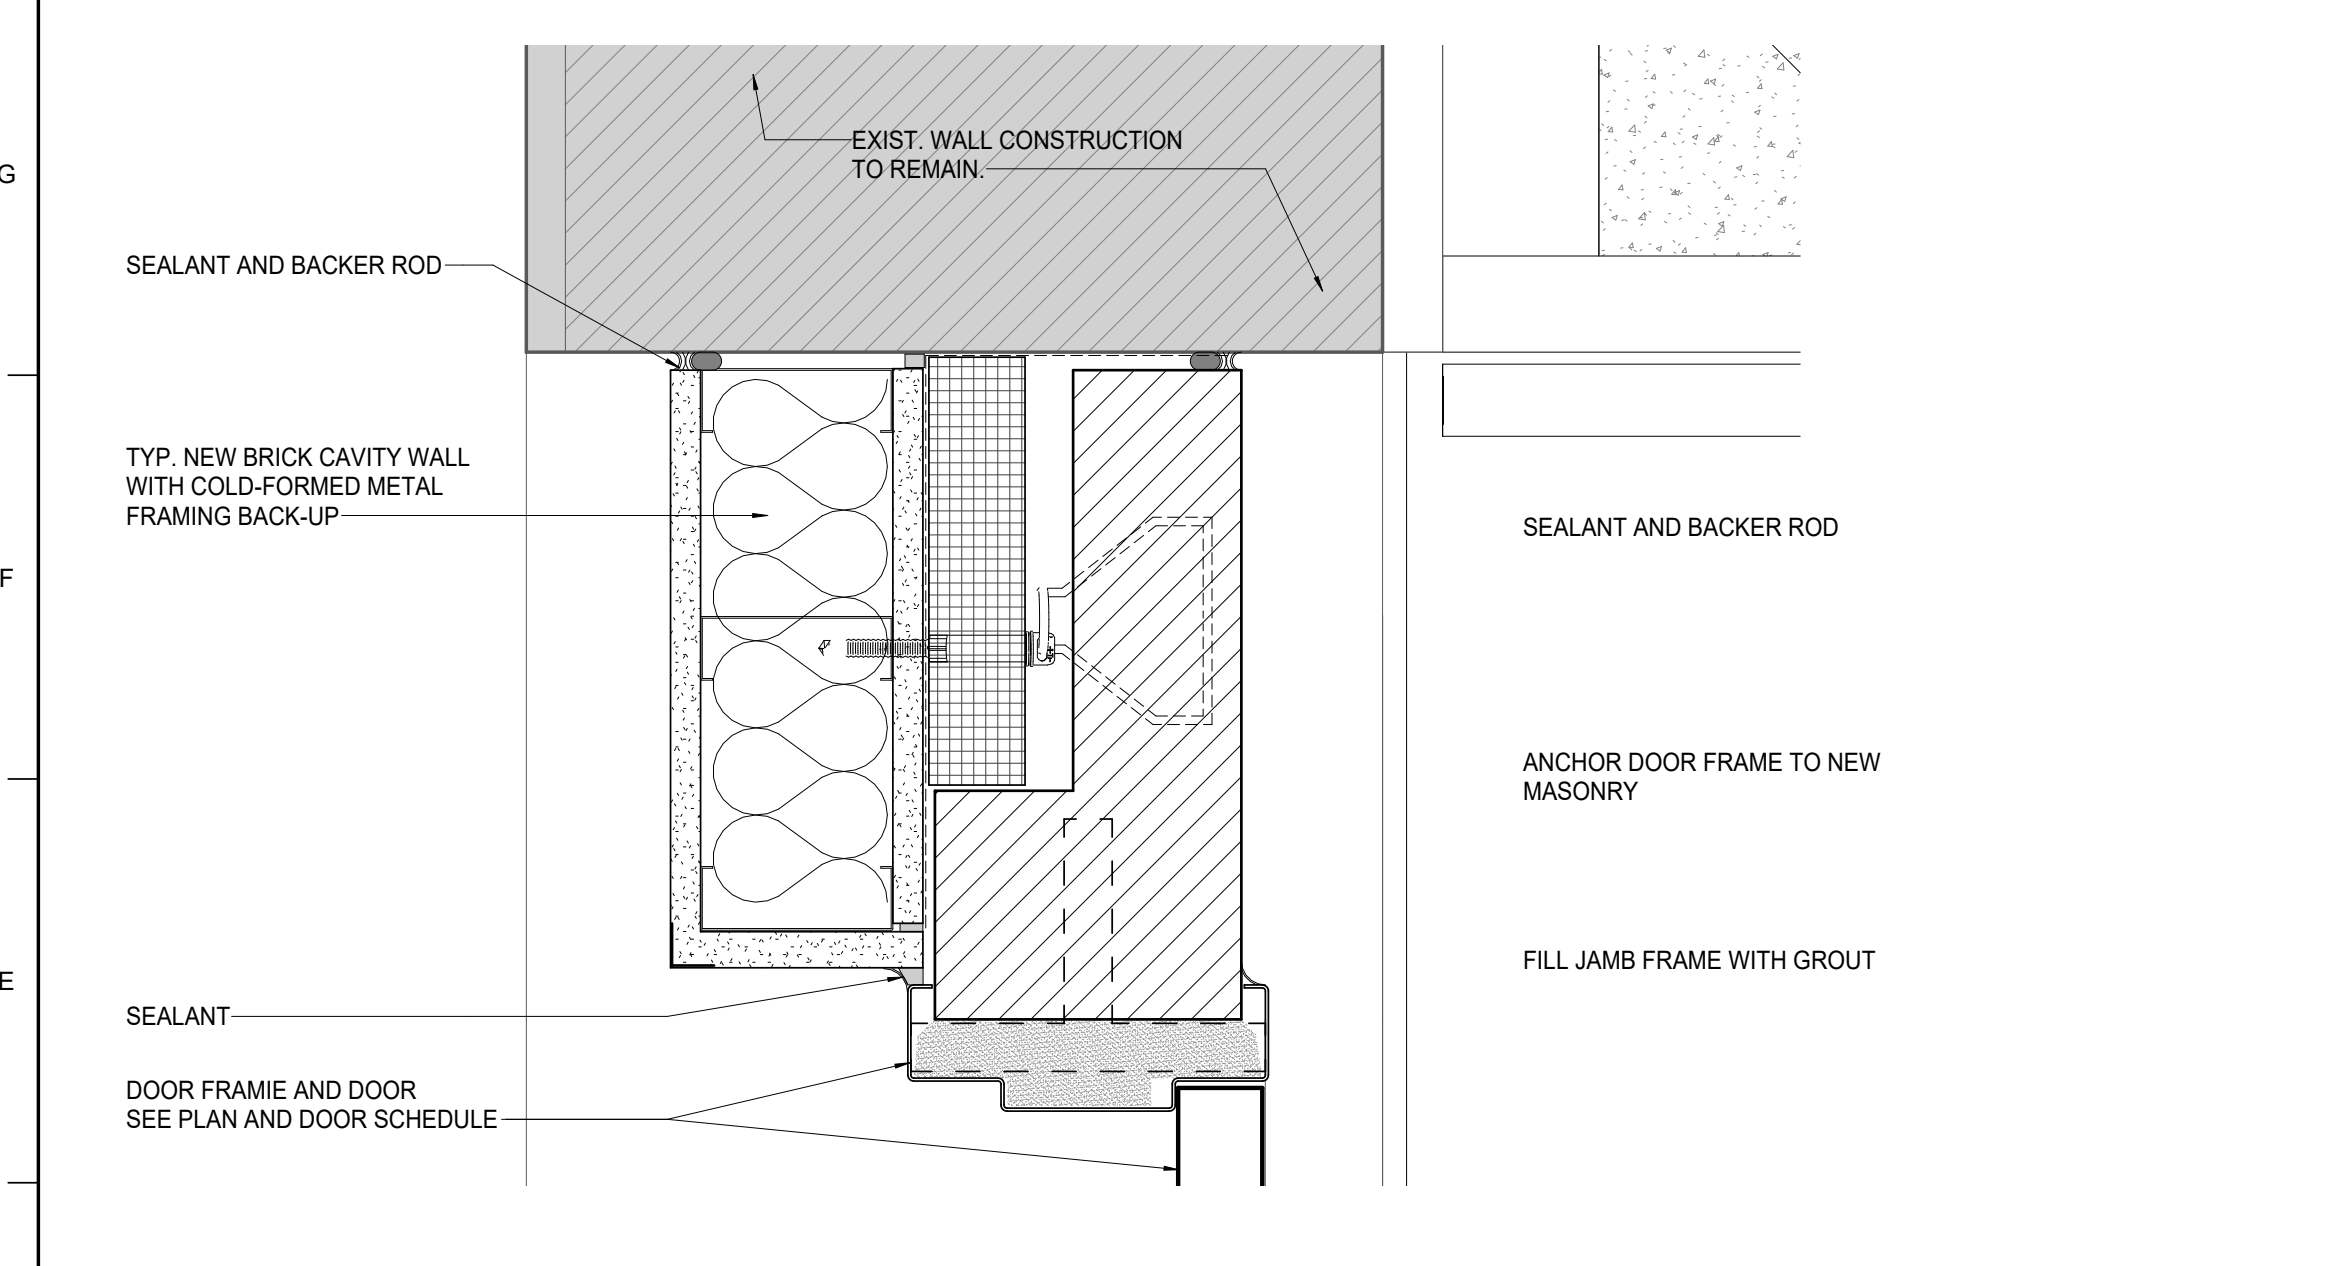 G
EXIST. WALL CONSTRUCTION
TO REMAIN.
SEALANT AND BACKER ROD
TYP. NEW BRICK CAVITY WALL
WITH COLD-FORMED METAL
FRAMING BACK-UP
SEALANT AND BACKER ROD
F
ANCHOR DOOR FRAME TO NEW
MASONRY
FILL JAMB FRAME WITH GROUT
E
SEALANT
DOOR FRAMIE AND DOOR
SEE PLAN AND DOOR SCHEDULE